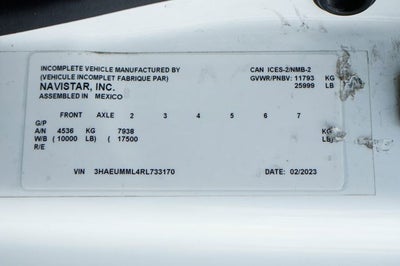 INCOMPLETE VEHICLE MANUFACTURED BY CAN ICES-2/NMB-2
(VEHICULE INCOMPLET FABRIQUE PAR) GVWR/PNBV: 11793 KG
NAVISTAR, INC. 25999 LB
ASSEMBLED IN MEXICO
FRONT AXLE 2 3 4 5 6 7
G/P
A/N 4536 KG 7938 KG
W/B ( 10000 LB) ( 17500 LB)
R/E
VIN 3HAEUMML4RL733170 DATE: 02/2023